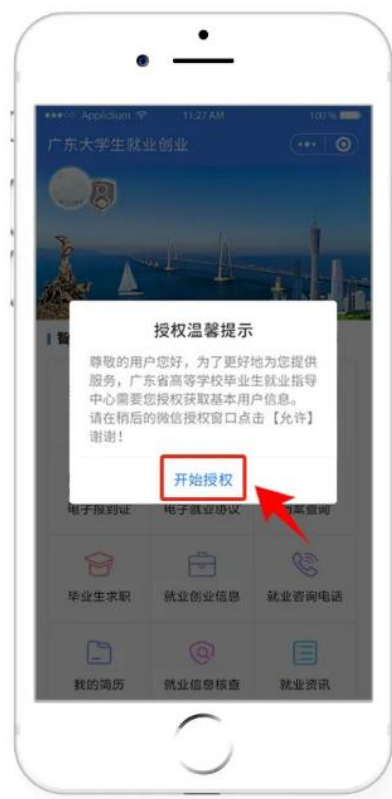 Applidium
11:27 AM
100 %
广东大学生就业创业
授权温馨提示
尊敬的用户您好，为了更好地为您提供
服务，广东省高等学校毕业生就业指导
中心需要您授权获取基本用户信息。
请在稍后的微信授权窗口点击【允许】
谢谢！
开始授权
电子报到证
电子就业协议
档案查询
毕业生求职
就业创业信息
就业咨询电话
我的简历
就业信息核查
就业资讯